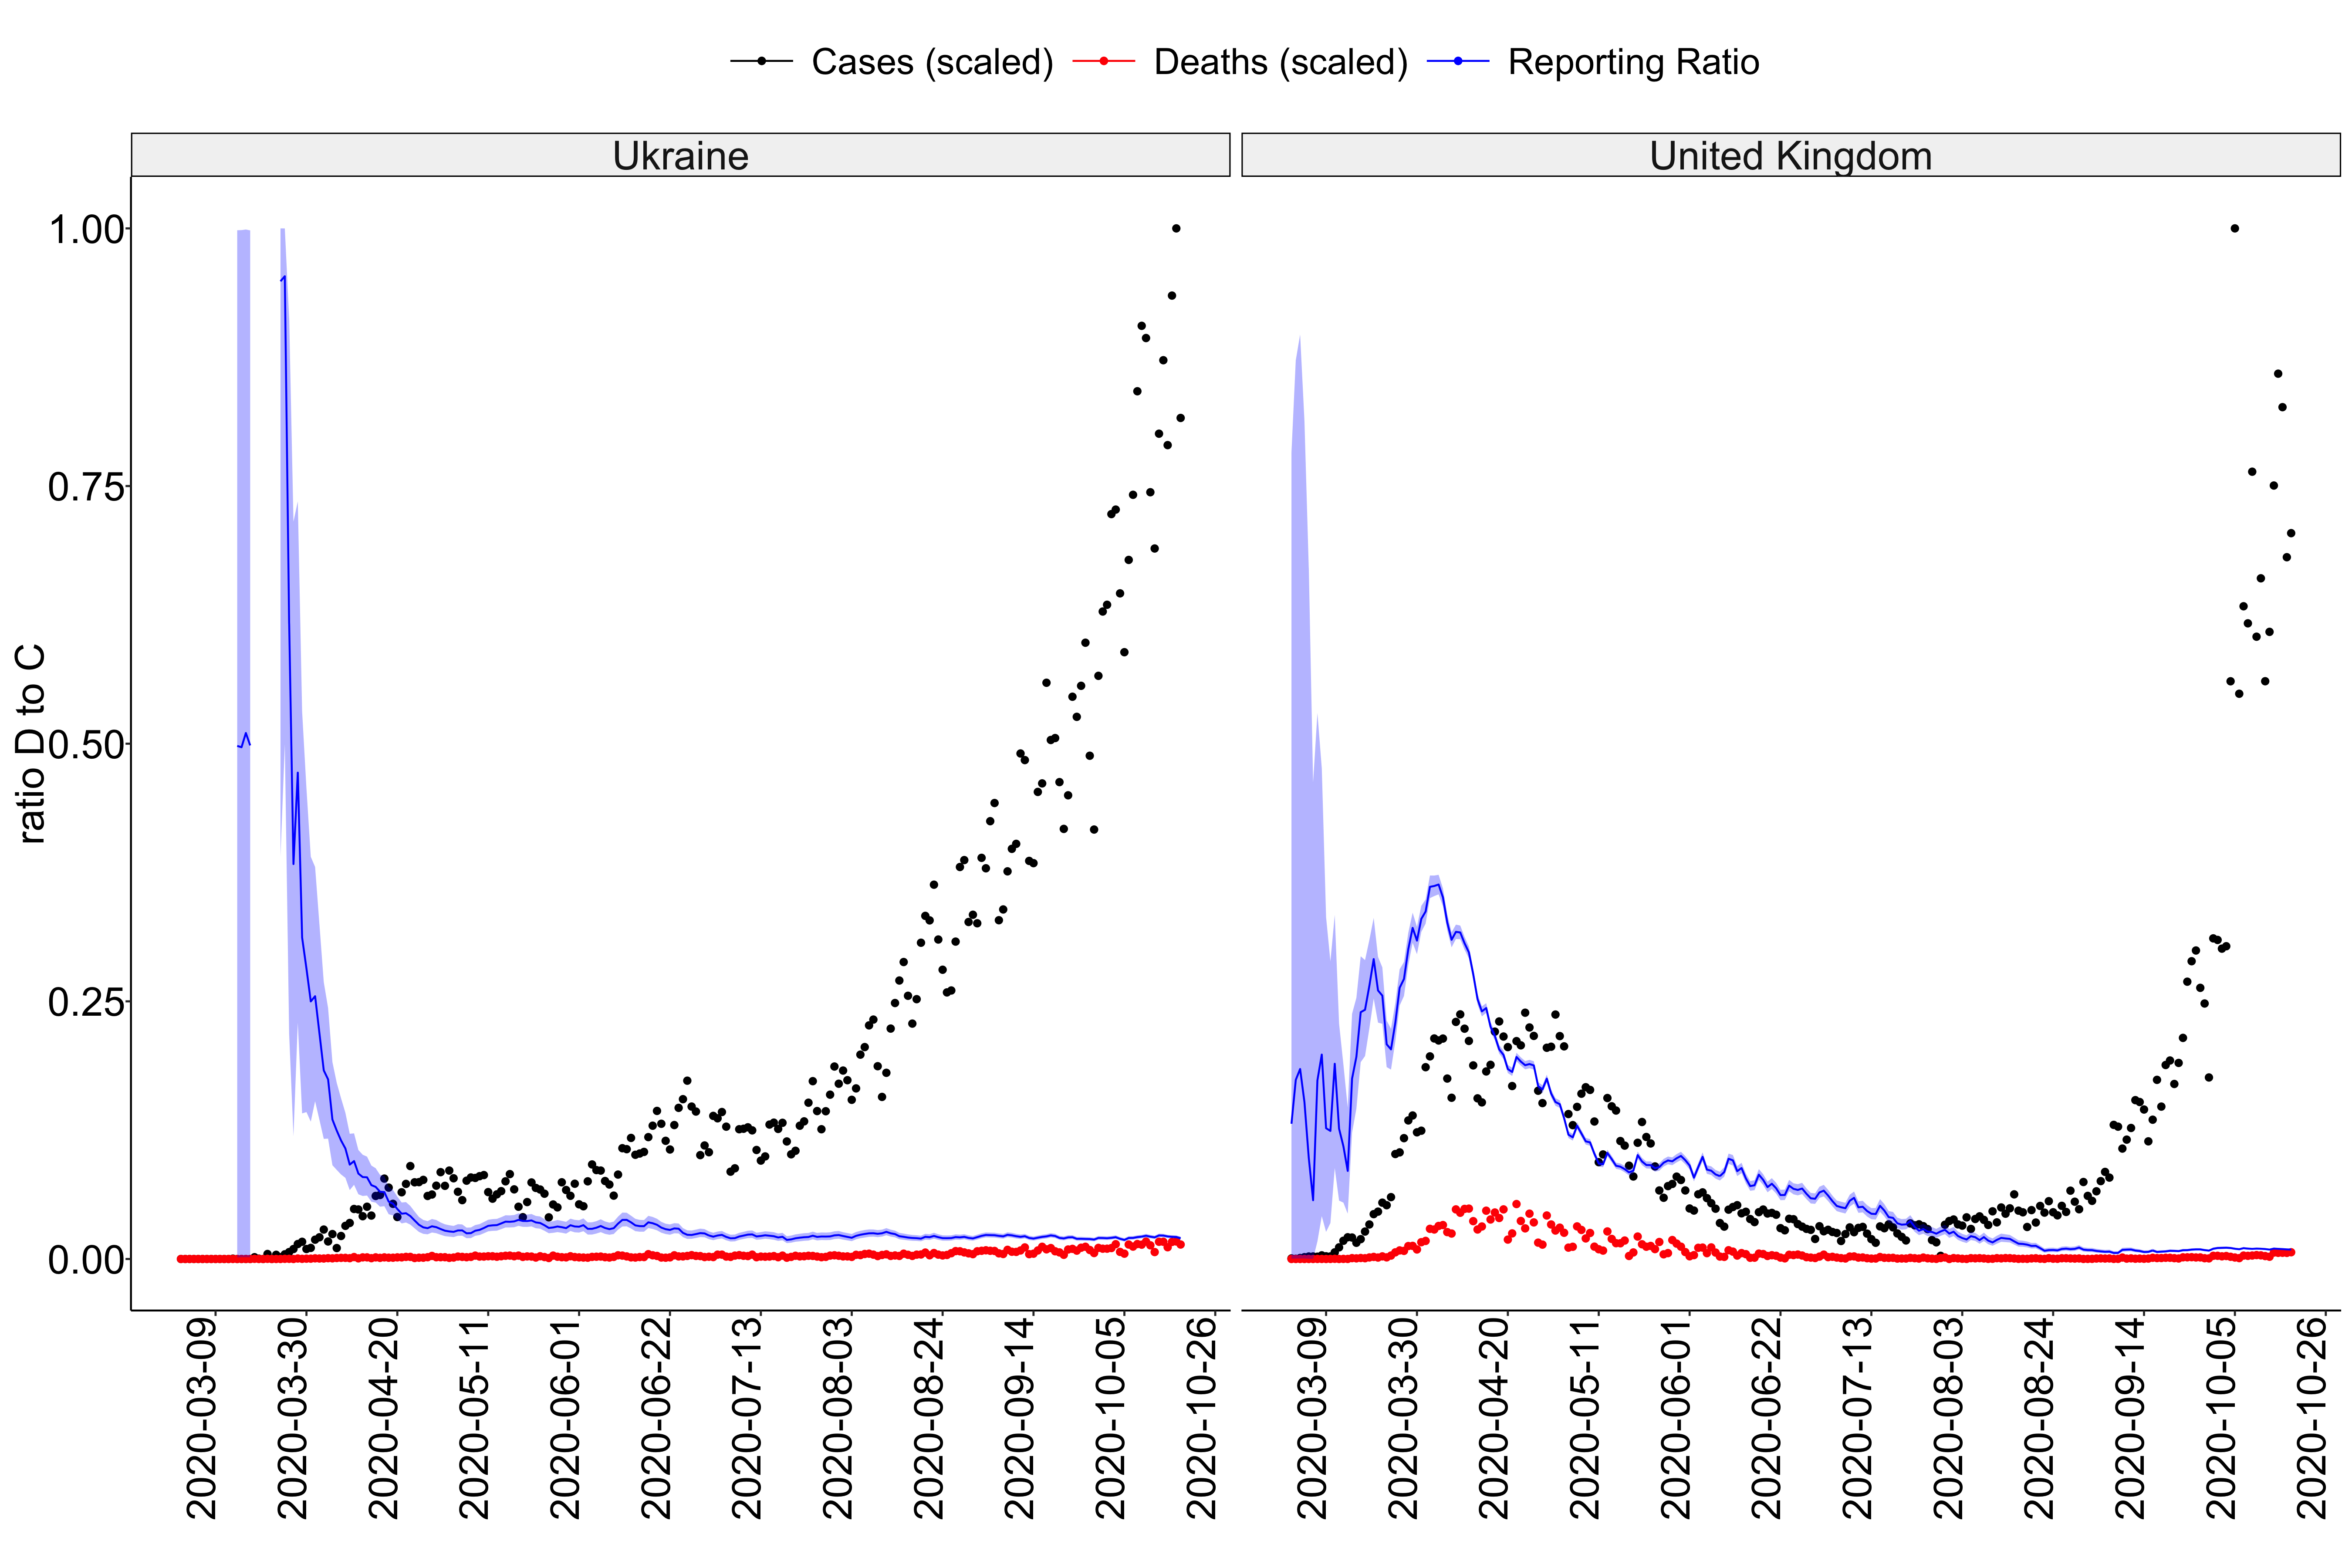 Cases (scaled) Deaths (scaled) Reporting Ratio
Ukraine United Kingdom
ratio D to C
1.00
0.75
0.50
0.25
0.00
2020-03-09 2020-03-30 2020-04-20 2020-05-11 2020-06-01 2020-06-22 2020-07-13 2020-08-03 2020-08-24 2020-09-14 2020-10-05 2020-10-26 2020-03-09 2020-03-30 2020-04-20 2020-05-11 2020-06-01 2020-06-22 2020-07-13 2020-08-03 2020-08-24 2020-09-14 2020-10-05 2020-10-26